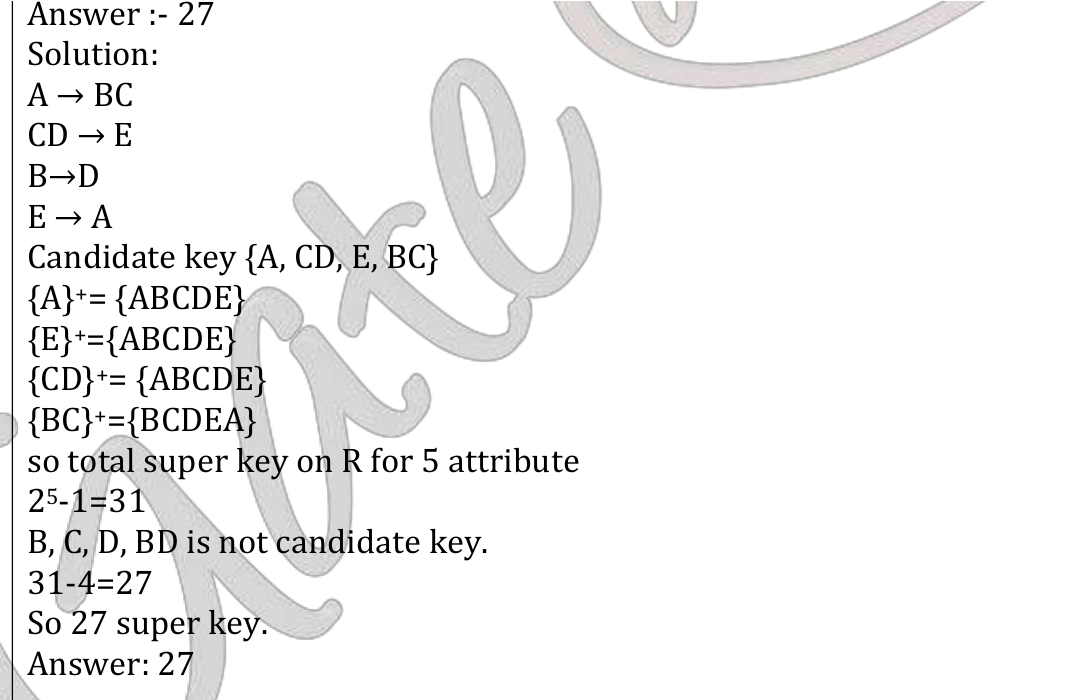 Answer :- 27
Solution:
A → BC
CD → E
B→D
E → A
Candidate key {A, CD, E, BC}
{A}⁺= {ABCDE}
{E}⁺={ABCDE}
{CD}⁺= {ABCDE}
{BC}⁺={BCDEA}
so total super key on R for 5 attribute
2⁵-1=31
B, C, D, BD is not candidate key.
31-4=27
So 27 super key.
Answer: 27